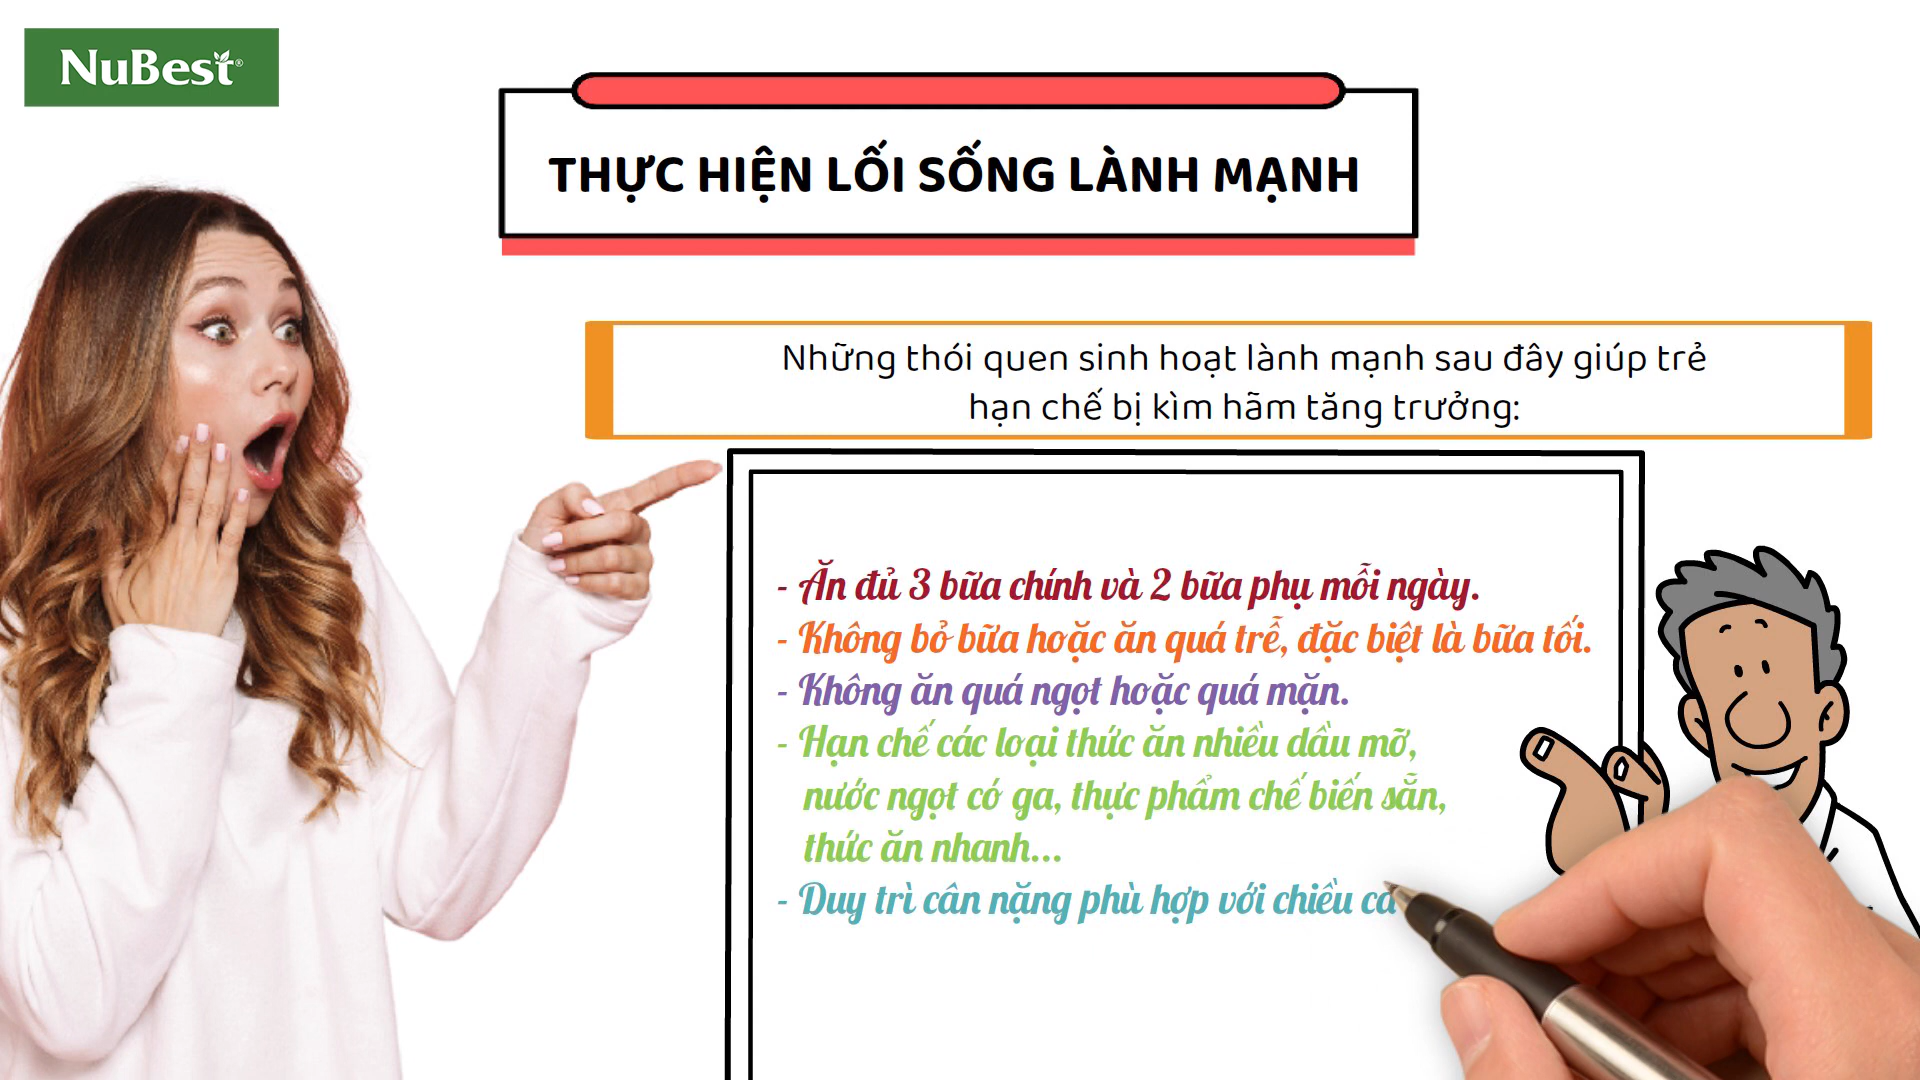 NuBest®
THỰC HIỆN LỐI SỐNG LÀNH MẠNH
Những thói quen sinh hoạt lành mạnh sau đây giúp trẻ
hạn chế bị kìm hãm tăng trưởng:
- Ăn đủ 3 bữa chính và 2 bữa phụ mỗi ngày.
- Không bỏ bữa hoặc ăn quá trễ, đặc biệt là bữa tối.
- Không ăn quá ngọt hoặc quá mặn.
- Hạn chế các loại thức ăn nhiều dầu mỡ,
nước ngọt có ga, thực phẩm chế biến sẵn,
thức ăn nhanh...
- Duy trì cân nặng phù hợp với chiều ca